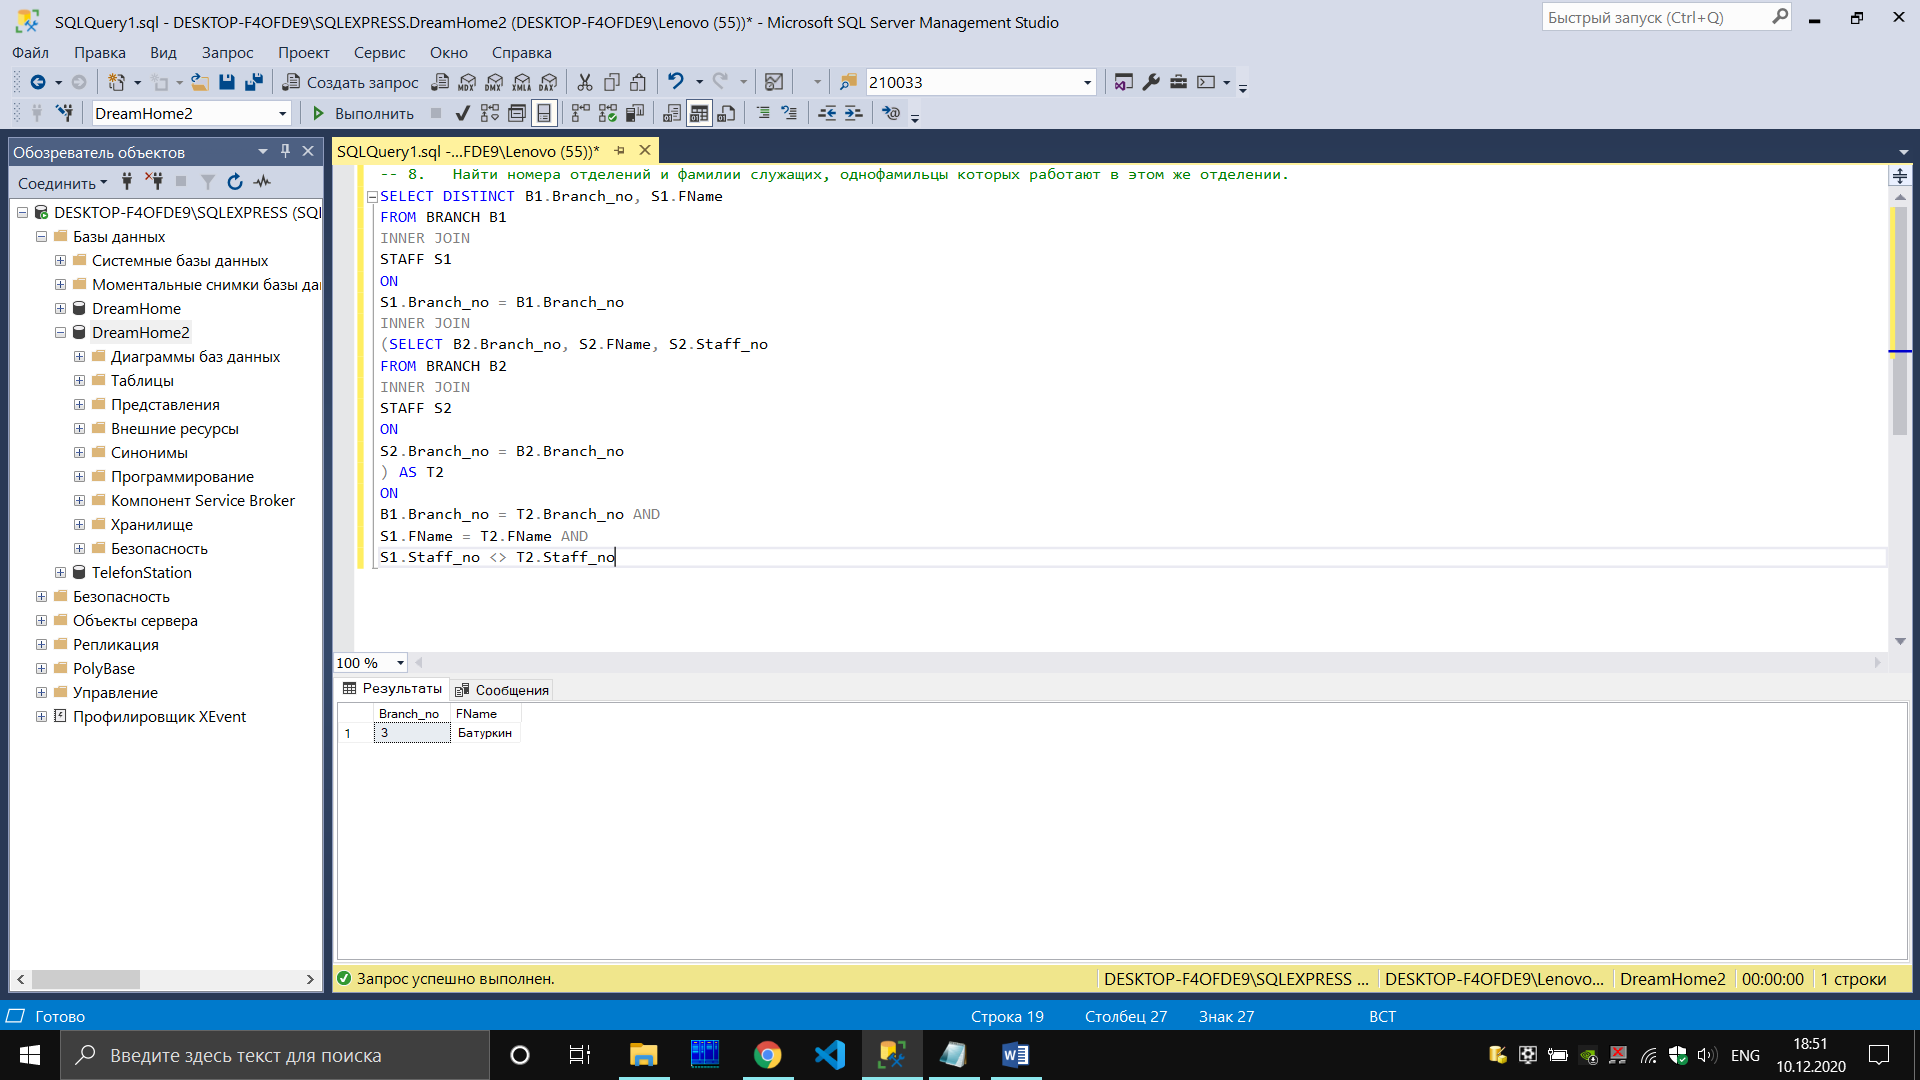 SQLQuery1.sql - DESKTOP-F4OFDE9\SQLEXPRESS.DreamHome2 (DESKTOP-F4OFDE9\Lenovo (55))* - Microsoft SQL Server Management Studio
Быстрый запуск (Ctrl+Q)
Файл Правка Вид Запрос Проект Сервис Окно Справка
Создать запрос MDX DMX XMLA DAX 210033
DreamHome2 Выполнить
Обозреватель объектов
Соединить
DESKTOP-F4OFDE9\SQLEXPRESS (SQl
Базы данных
Системные базы данных
Моментальные снимки базы да
DreamHome
DreamHome2
Диаграммы баз данных
Таблицы
Представления
Внешние ресурсы
Синонимы
Программирование
Компонент Service Broker
Хранилище
Безопасность
TelefonStation
Безопасность
Объекты сервера
Репликация
PolyBase
Управление
Профилировщик XEvent
SQLQuery1.sql -...FDE9\Lenovo (55))*
-- 8. Найти номера отделений и фамилии служащих, однофамильцы которых работают в этом же отделении.
SELECT DISTINCT B1.Branch_no, S1.FName
FROM BRANCH B1
INNER JOIN
STAFF S1
ON
S1.Branch_no = B1.Branch_no
INNER JOIN
(SELECT B2.Branch_no, S2.FName, S2.Staff_no
FROM BRANCH B2
INNER JOIN
STAFF S2
ON
S2.Branch_no = B2.Branch_no
) AS T2
ON
B1.Branch_no = T2.Branch_no AND
S1.FName = T2.FName AND
S1.Staff_no <> T2.Staff_no
100 %
Результаты Сообщения
Branch_no FName
1 3 Батуркин
Запрос успешно выполнен. DESKTOP-F4OFDE9\SQLEXPRESS ... DESKTOP-F4OFDE9\Lenovo... DreamHome2 00:00:00 1 строки
Готово Строка 19 Столбец 27 Знак 27 ВСТ
Введите здесь текст для поиска
ENG
18:51
10.12.2020